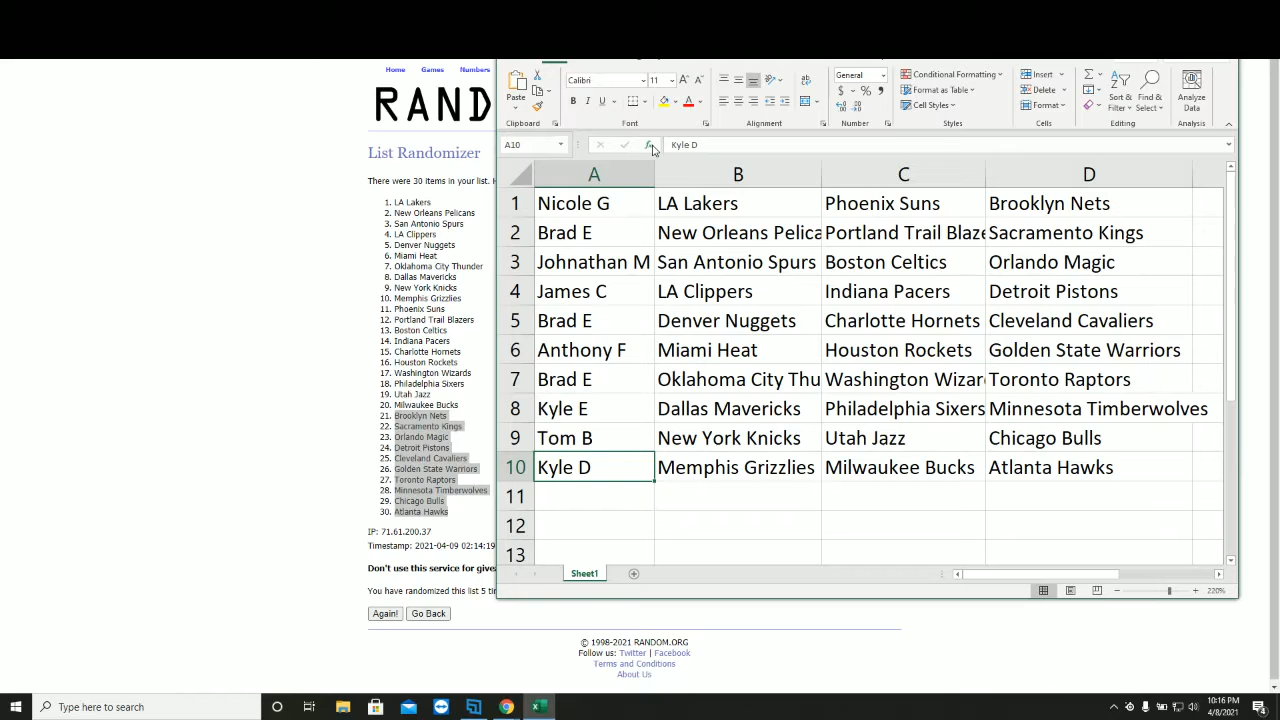 Home Games Numbers
RAND
List Randomizer
There were 30 items in your list. H
1. LA Lakers
2. New Orleans Pelicans
3. San Antonio Spurs
4. LA Clippers
5. Denver Nuggets
6. Miami Heat
7. Oklahoma City Thunder
8. Dallas Mavericks
9. New York Knicks
10. Memphis Grizzlies
11. Phoenix Suns
12. Portland Trail Blazers
13. Boston Celtics
14. Indiana Pacers
15. Charlotte Hornets
16. Houston Rockets
17. Washington Wizards
18. Philadelphia Sixers
19. Utah Jazz
20. Milwaukee Bucks
21. Brooklyn Nets
22. Sacramento Kings
23. Orlando Magic
24. Detroit Pistons
25. Cleveland Cavaliers
26. Golden State Warriors
27. Toronto Raptors
28. Minnesota Timberwolves
29. Chicago Bulls
30. Atlanta Hawks
IP: 71.61.200.37
Timestamp: 2021-04-09 02:14:19
Don't use this service for give
You have randomized this list 5 ti
Again! Go Back
© 1998-2021 RANDOM.ORG
Follow us: Twitter | Facebook
Terms and Conditions
About Us
Calibri 11 A A General Conditional Formatting Insert Σ
Paste B I U A Format as Table Delete Sort & Find & Analyze
$ % , Cell Styles Format Filter Select Data
Clipboard Font Alignment Number Styles Cells Editing Analysis
A10 fx Kyle D
A B C D
1 Nicole G LA Lakers Phoenix Suns Brooklyn Nets
2 Brad E New Orleans Pelica Portland Trail Blaze Sacramento Kings
3 Johnathan M San Antonio Spurs Boston Celtics Orlando Magic
4 James C LA Clippers Indiana Pacers Detroit Pistons
5 Brad E Denver Nuggets Charlotte Hornets Cleveland Cavaliers
6 Anthony F Miami Heat Houston Rockets Golden State Warriors
7 Brad E Oklahoma City Thu Washington Wizar Toronto Raptors
8 Kyle E Dallas Mavericks Philadelphia Sixers Minnesota Timberwolves
9 Tom B New York Knicks Utah Jazz Chicago Bulls
10 Kyle D Memphis Grizzlies Milwaukee Bucks Atlanta Hawks
11
12
13
Sheet1
220%
Type here to search
10:16 PM
4/8/2021
4